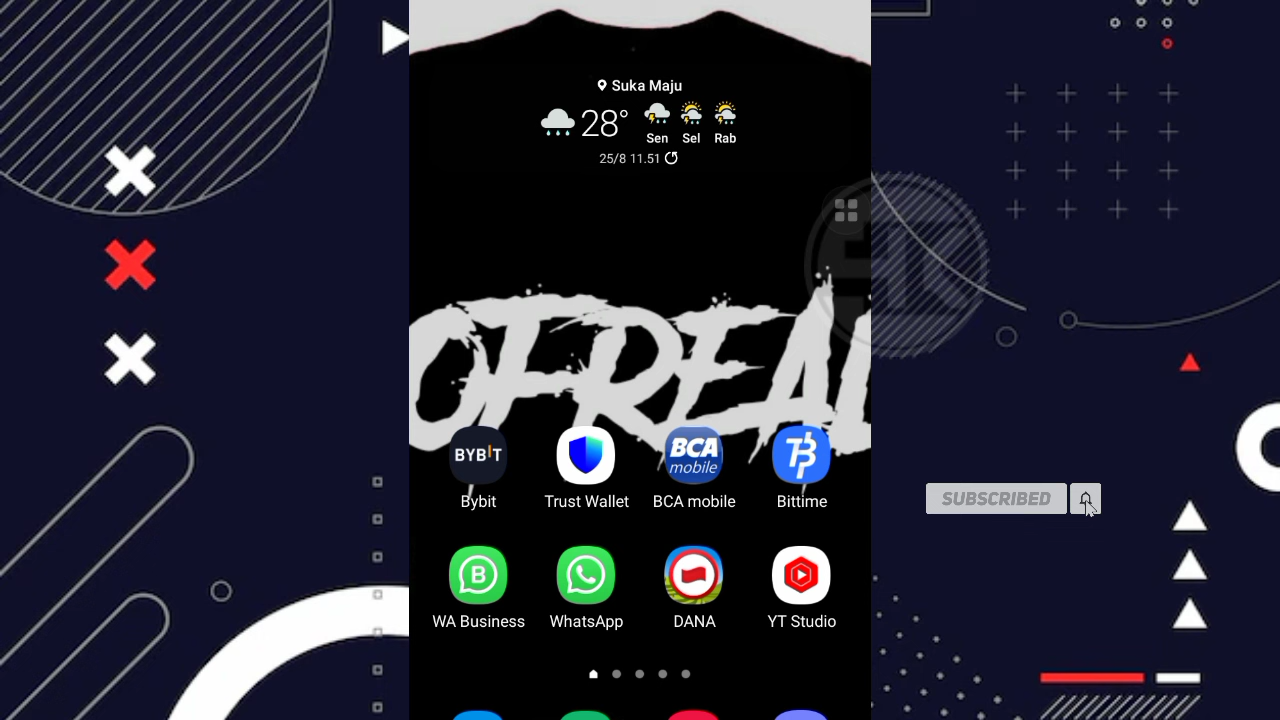 Suka Maju
28°
Sen Sel Rab
25/8 11.51
OFREAL
BYBIT
BCA
mobile
Bybit Trust Wallet BCA mobile Bittime
SUBSCRIBED
B
WA Business WhatsApp DANA YT Studio